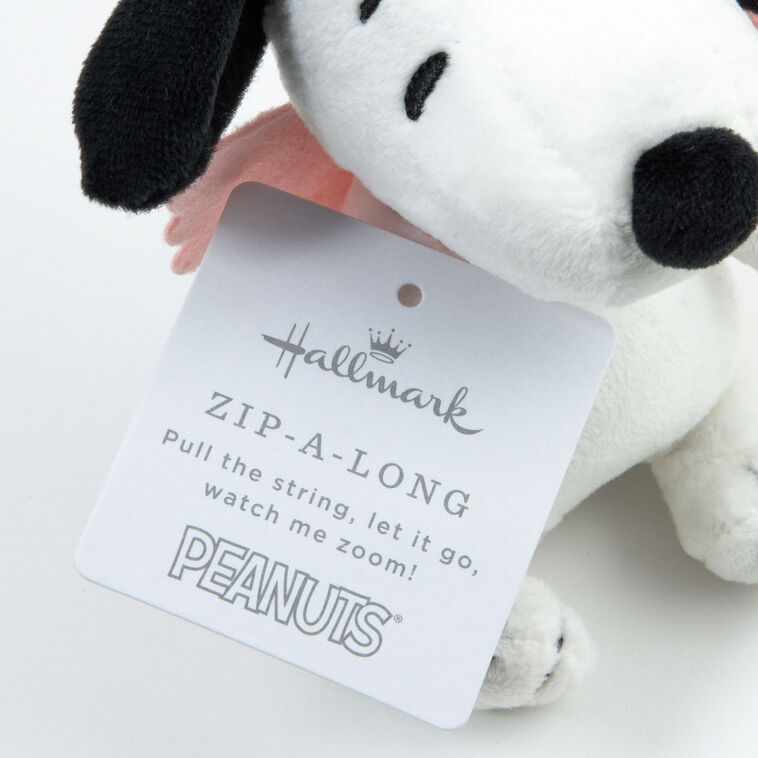 Hallmark
ZIP-A-LONG
Pull the string, let it go,
watch me zoom!
PEANUTS®